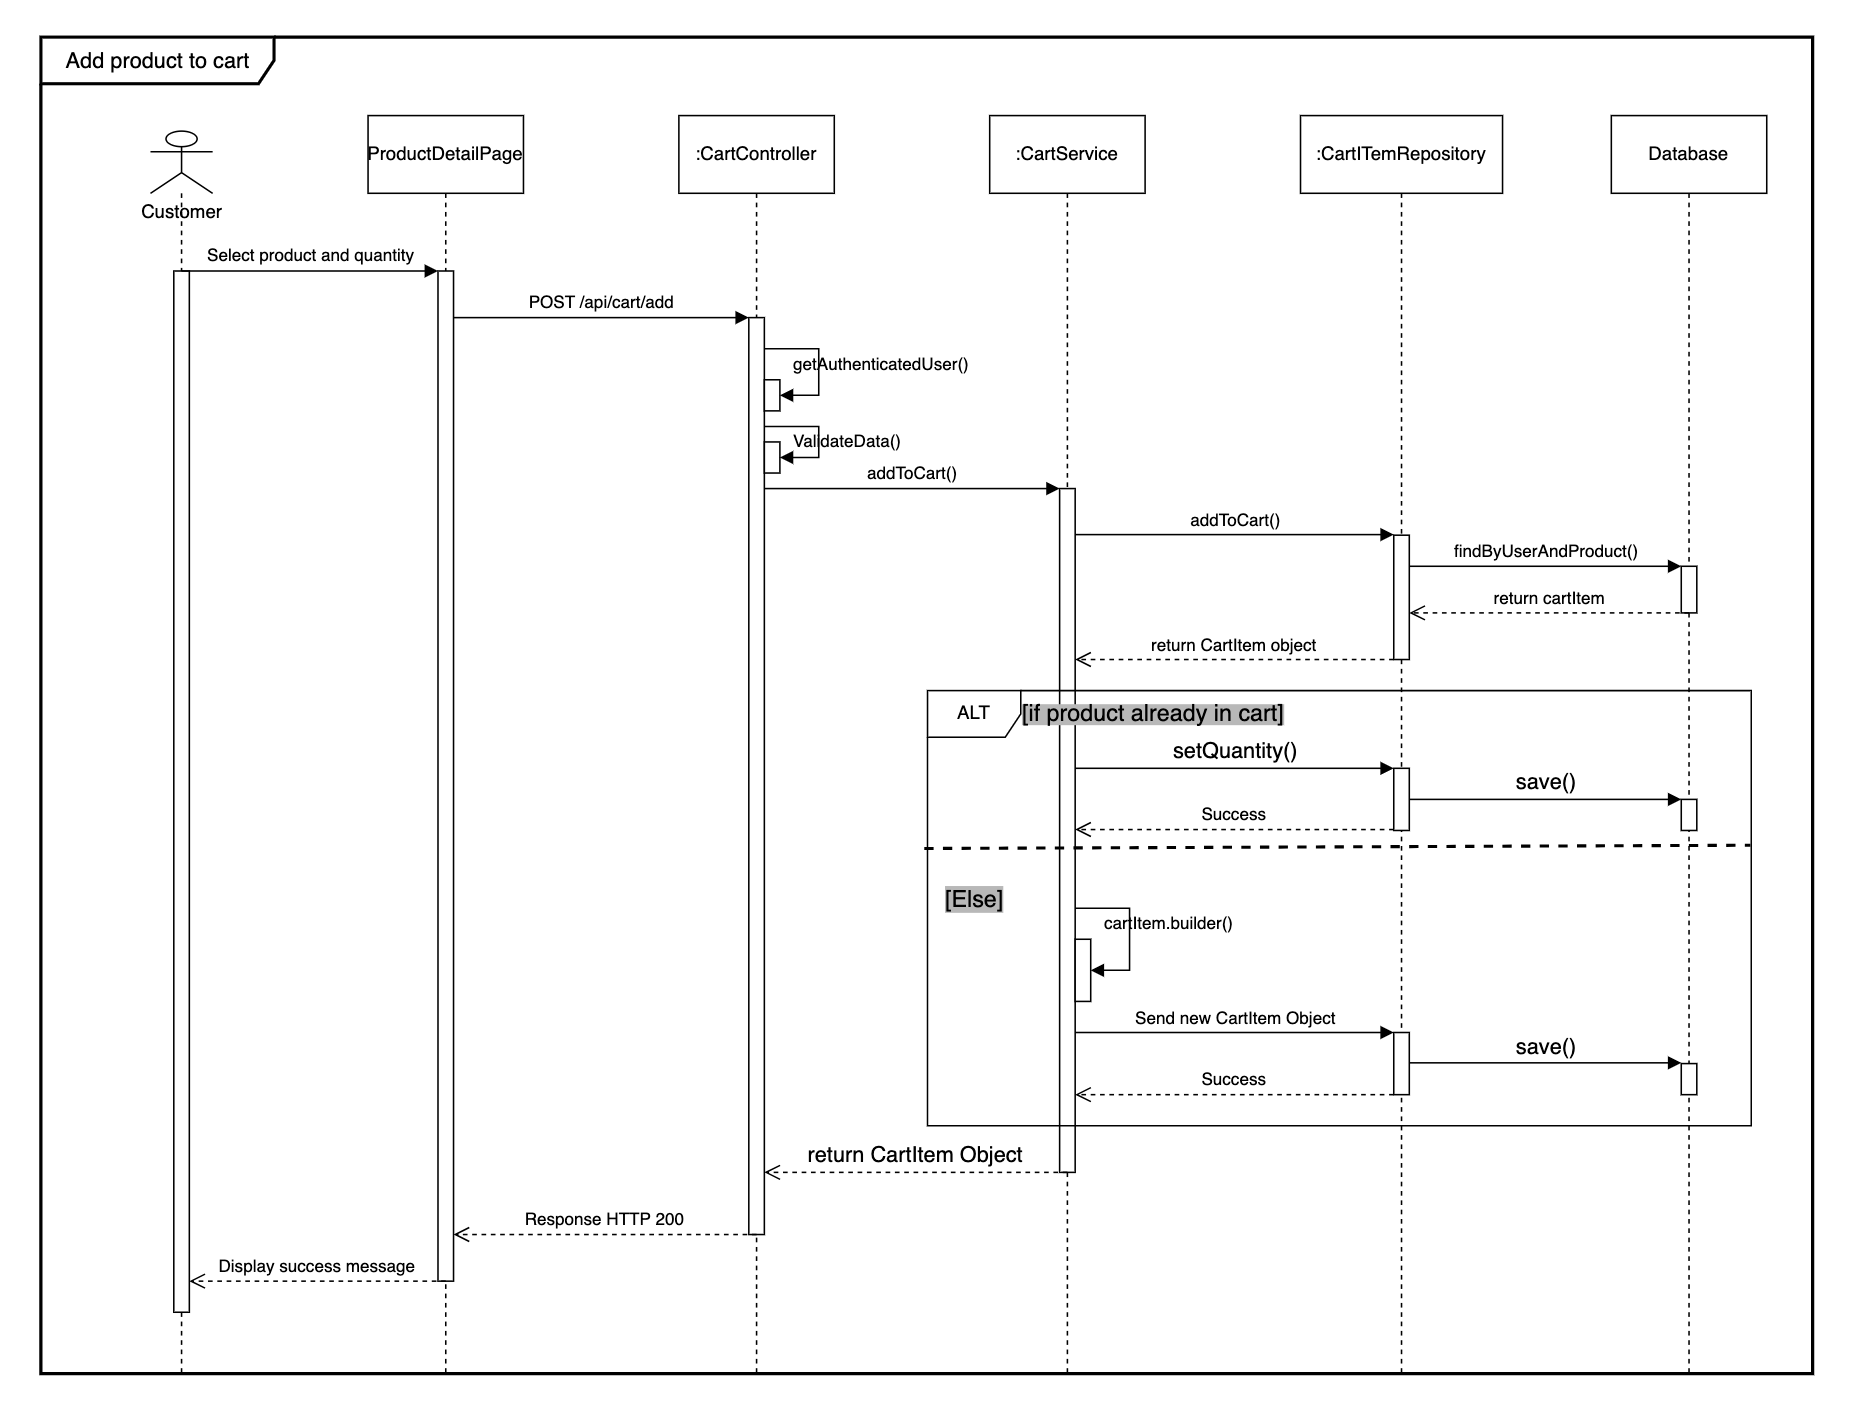 Add product to cart
Customer
ProductDetailPage
:CartController
:CartService
:CartITemRepository
Database
Select product and quantity
POST /api/cart/add
getAuthenticatedUser()
ValidateData()
addToCart()
addToCart()
findByUserAndProduct()
return cartItem
return CartItem object
ALT
[if product already in cart]
setQuantity()
save()
Success
[Else]
cartItem.builder()
Send new CartItem Object
save()
Success
return CartItem Object
Response HTTP 200
Display success message